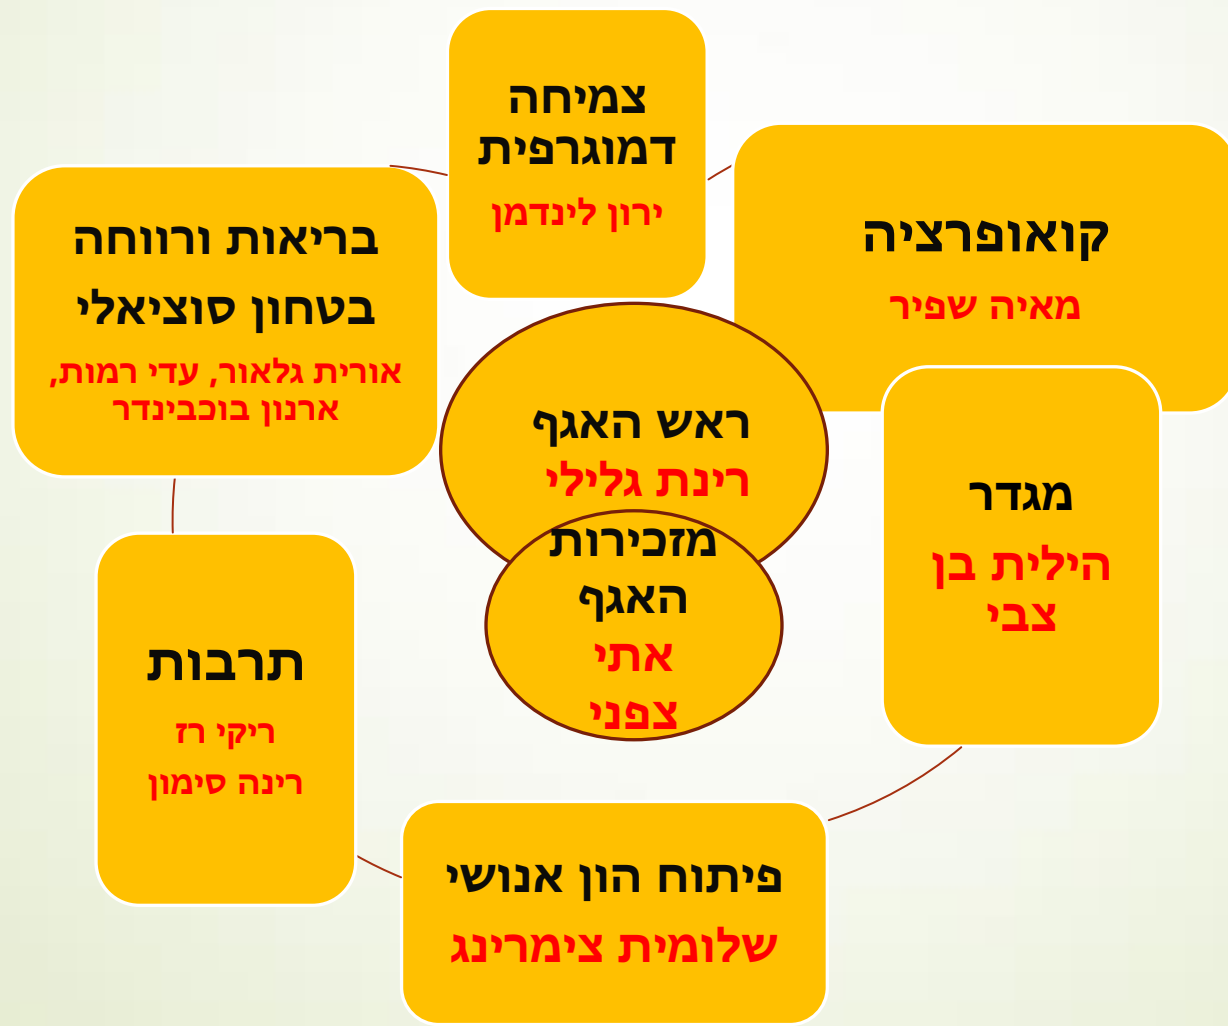 צמיחה
דמוגרפית
ירון לינדמן
קואופרציה
מאיה שפיר
בריאות ורווחה
בטחון סוציאלי
אורית גלאור, עדי רמות,
ארנון בוכבינדר
ראש האגף
רינת גלילי
מזכירות
האגף
אתי
צפני
מגדר
הילית בן
צבי
תרבות
ריקי רז
רינה סימון
פיתוח הון אנושי
שלומית צימרינג